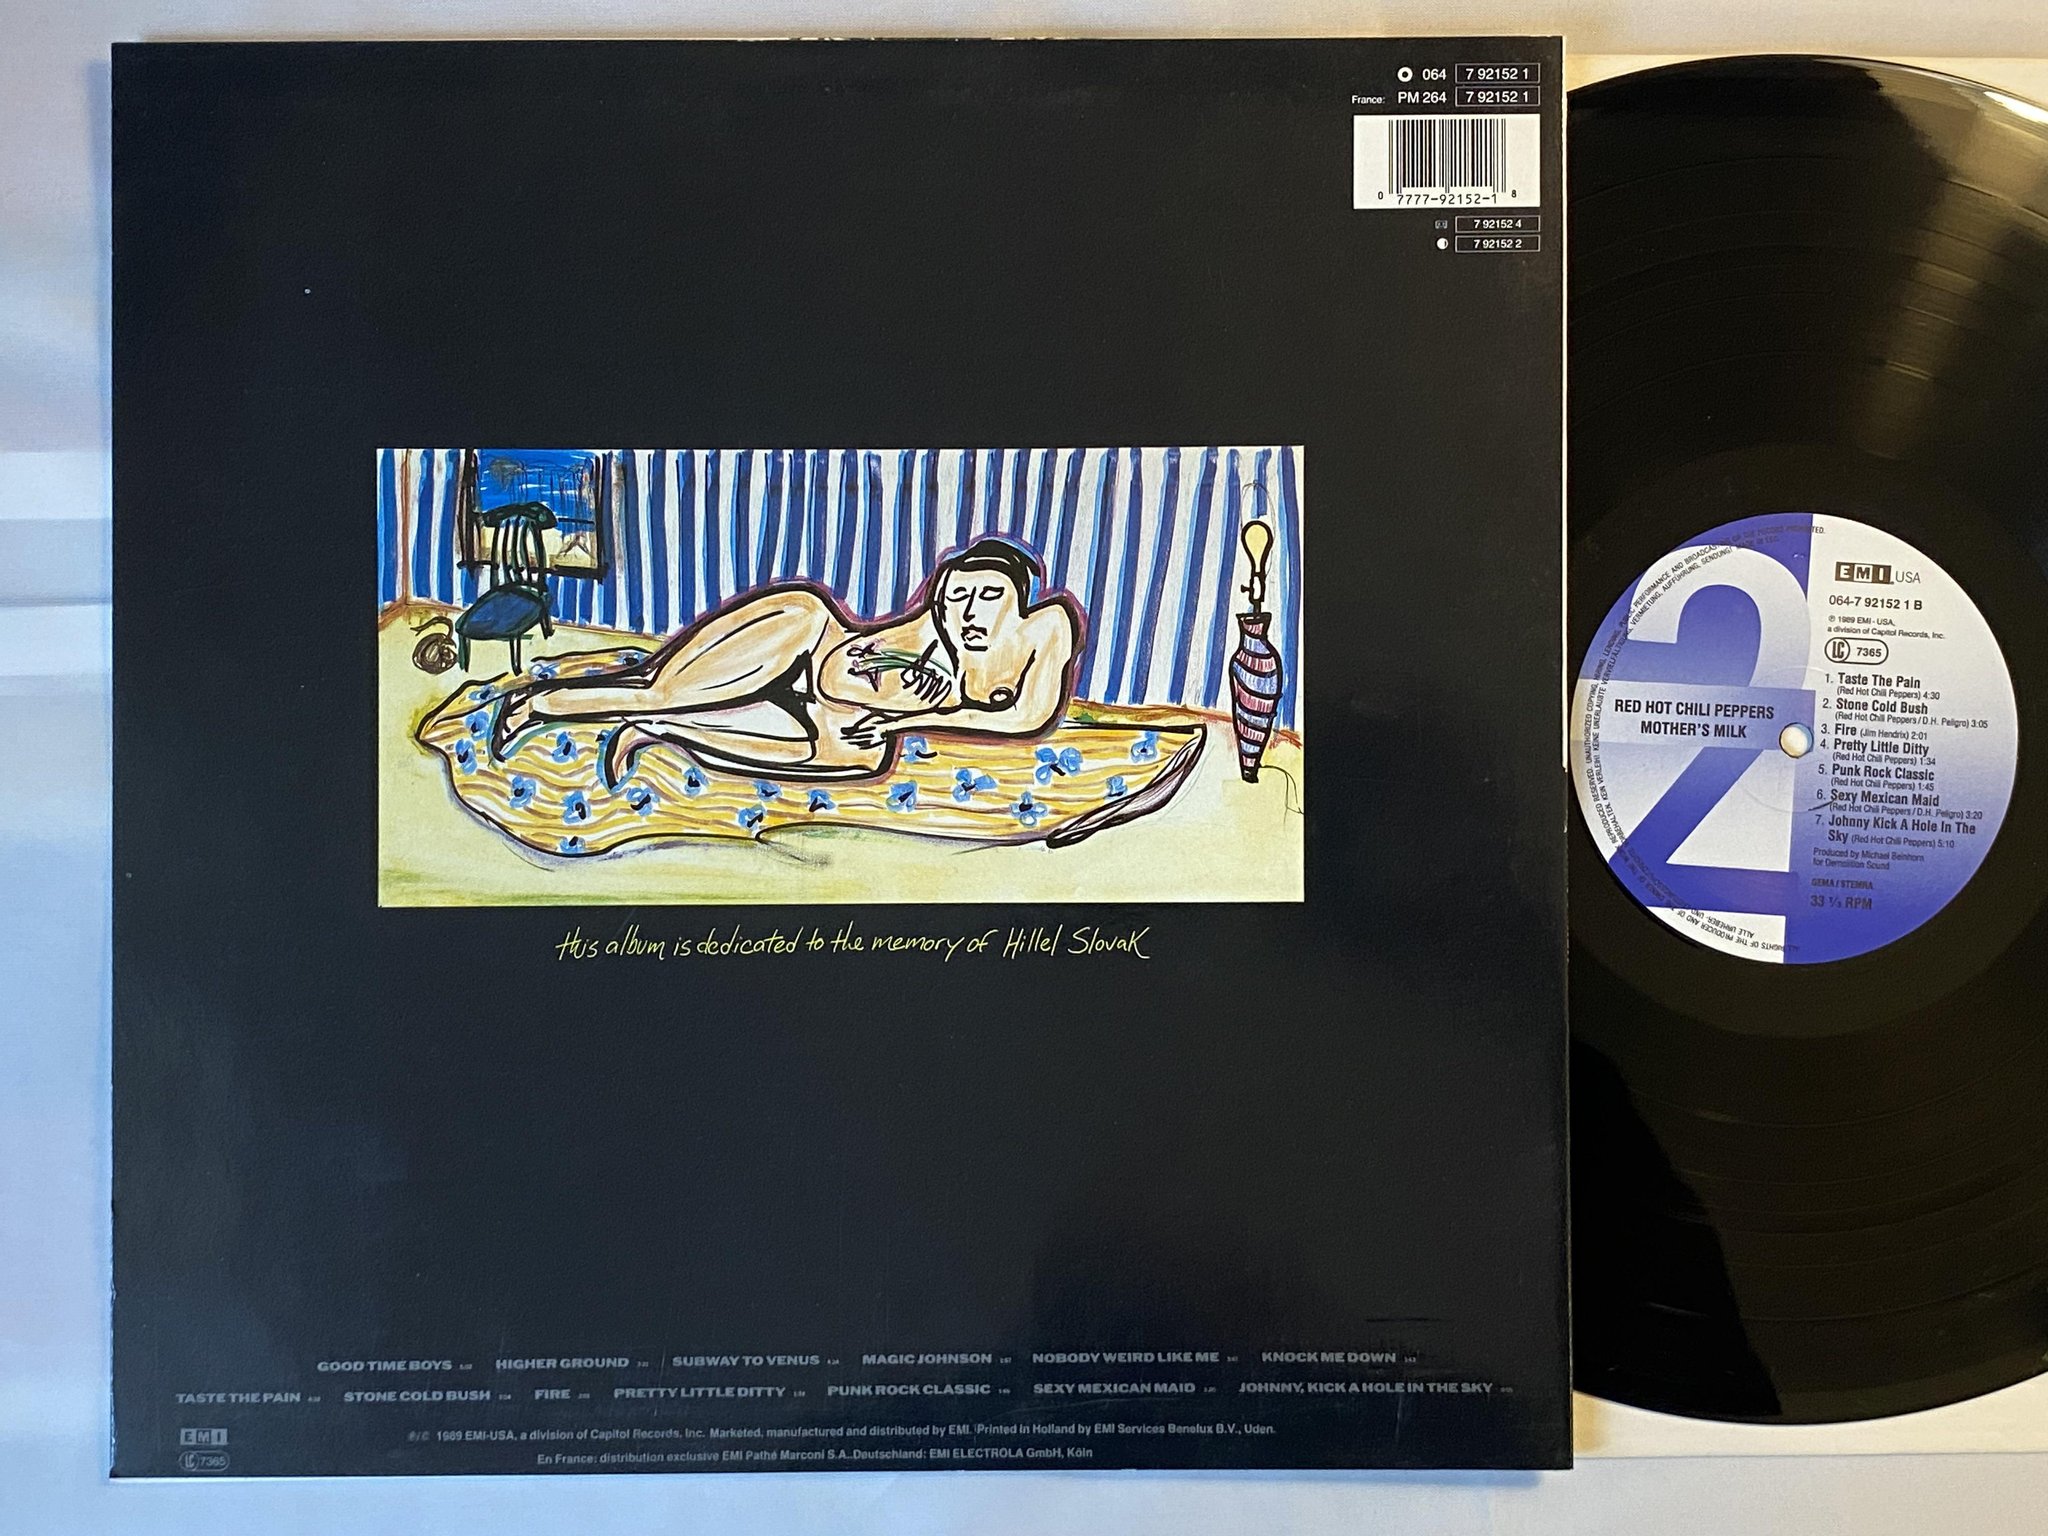 064 7 92152 1
France: PM 264 7 92152 1
0 7777-92152-1 8
7 92152 4
7 92152 2
this album is dedicated to the memory of Hillel Slovak
GOOD TIME BOYS HIGHER GROUND SUBWAY TO VENUS MAGIC JOHNSON NOBODY WEIRD LIKE ME KNOCK ME DOWN
TASTE THE PAIN STONE COLD BUSH FIRE PRETTY LITTLE DITTY PUNK ROCK CLASSIC SEXY MEXICAN MAID JOHNNY, KICK A HOLE IN THE SKY
EMI
LC 7365
℗/© 1989 EMI-USA, a division of Capitol Records, Inc. Marketed, manufactured and distributed by EMI. Printed in Holland by EMI Services Benelux B.V., Uden.
En France: distribution exclusive EMI Pathé Marconi S.A..Deutschland: EMI ELECTROLA GmbH, Köln
2
RED HOT CHILI PEPPERS
MOTHER'S MILK
EMI USA
064-7 92152 1 B
℗ 1989 EMI-USA,
a division of Capitol Records, Inc.
LC 7365
1. Taste The Pain
(Red Hot Chili Peppers) 4:30
2. Stone Cold Bush
(Red Hot Chili Peppers / D.H. Peligro) 3:05
3. Fire (Jim Hendrix) 2:01
4. Pretty Little Ditty
(Red Hot Chili Peppers) 1:34
5. Punk Rock Classic
(Red Hot Chili Peppers) 1:45
6. Sexy Mexican Maid
(Red Hot Chili Peppers / D.H. Peligro) 3:20
7. Johnny Kick A Hole In The
Sky (Red Hot Chili Peppers) 5:10
Produced by Michael Beinhorn
for Demolition Sound
GEMA / STEMRA
33 ⅓ RPM